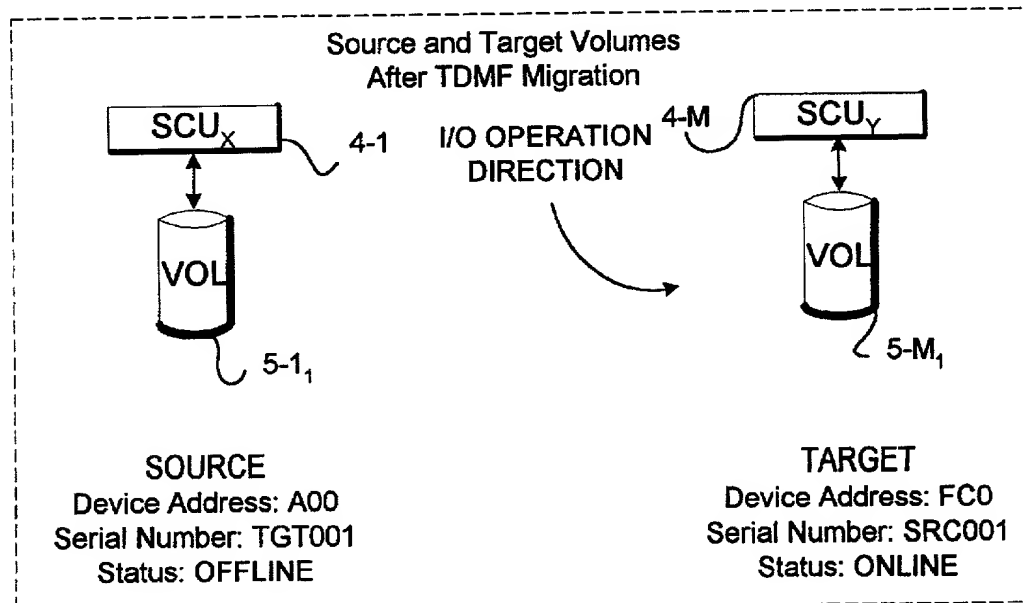 Source and Target Volumes
After TDMF Migration
SCUX
4-1
I/O OPERATION
DIRECTION
4-M
SCUY
VOL
5-11
VOL
5-M1
SOURCE
Device Address: A00
Serial Number: TGT001
Status: OFFLINE
TARGET
Device Address: FC0
Serial Number: SRC001
Status: ONLINE